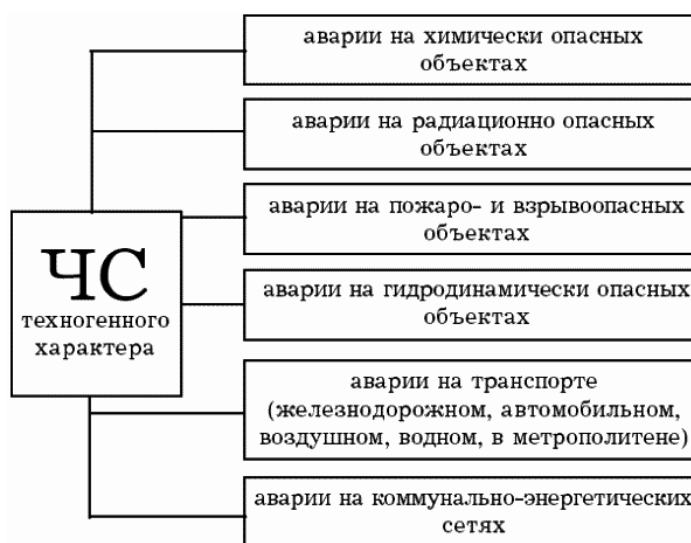 аварии на химически опасных
объектах
аварии на радиационно опасных
объектах
аварии на пожаро- и взрывоопасных
объектах
ЧС
техногенного
характера
аварии на гидродинамически опасных
объектах
аварии на транспорте
(железнодорожном, автомобильном,
воздушном, водном, в метрополитене)
аварии на коммунально-энергетических
сетях